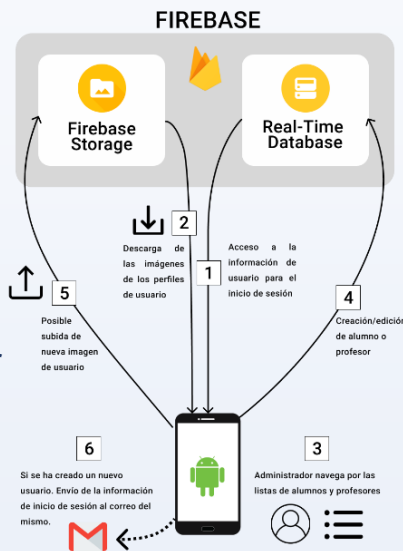 FIREBASE
Firebase
Storage
Real-Time
Database
2
Descarga de
las imágenes
de los perfiles
de usuario
1
Acceso a la
información de
usuario para el
inicio de sesión
5
Posible
subida de
nueva imagen
de usuario
4
Creación/edición
de alumno o
profesor
6
Si se ha creado un nuevo
usuario. Envío de la información
de inicio de sesión al correo del
mismo.
3
Administrador navega por las
listas de alumnos y profesores